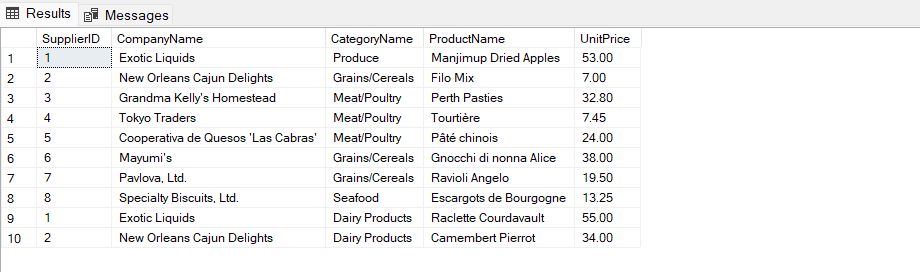 Results Messages
SupplierID CompanyName CategoryName ProductName UnitPrice
1 1 Exotic Liquids Produce Manjimup Dried Apples 53.00
2 2 New Orleans Cajun Delights Grains/Cereals Filo Mix 7.00
3 3 Grandma Kelly's Homestead Meat/Poultry Perth Pasties 32.80
4 4 Tokyo Traders Meat/Poultry Tourtière 7.45
5 5 Cooperativa de Quesos 'Las Cabras' Meat/Poultry Pâté chinois 24.00
6 6 Mayumi's Grains/Cereals Gnocchi di nonna Alice 38.00
7 7 Pavlova, Ltd. Grains/Cereals Ravioli Angelo 19.50
8 8 Specialty Biscuits, Ltd. Seafood Escargots de Bourgogne 13.25
9 1 Exotic Liquids Dairy Products Raclette Courdavault 55.00
10 2 New Orleans Cajun Delights Dairy Products Camembert Pierrot 34.00